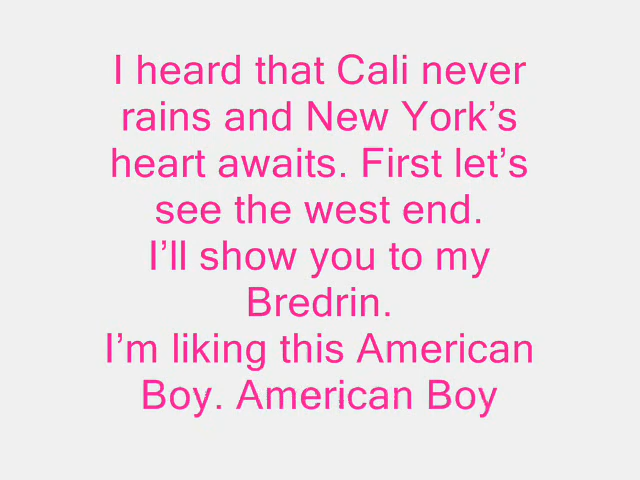 I heard that Cali never
rains and New York’s
heart awaits. First let’s
see the west end.
I’ll show you to my
Bredrin.
I’m liking this American
Boy. American Boy